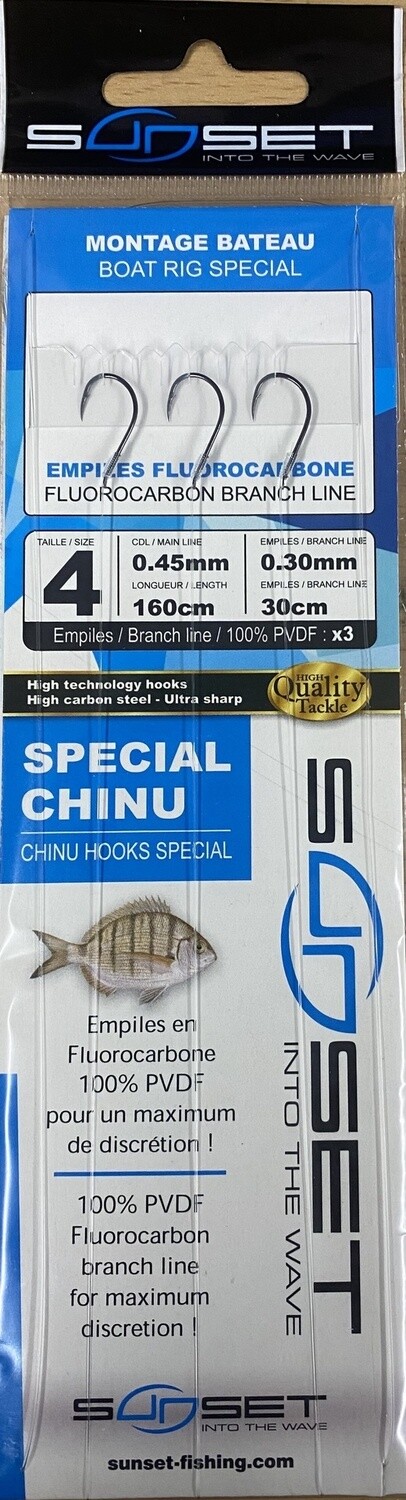 SUNSET
INTO THE WAVE
MONTAGE BATEAU
BOAT RIG SPECIAL
EMPILES FLUOROCARBONE
FLUOROCARBON BRANCH LINE
TAILLE / SIZE
4
CDL / MAIN LINE
0.45mm
LONGUEUR / LENGTH
160cm
EMPILES / BRANCH LINE
0.30mm
EMPILES / BRANCH LINE
30cm
Empiles / Branch line / 100% PVDF : x3
High technology hooks
High carbon steel - Ultra sharp
HIGH
Quality
Tackle
SPECIAL
CHINU
CHINU HOOKS SPECIAL
SUNSET
INTO THE WAVE
Empiles en
Fluorocarbone
100% PVDF
pour un maximum
de discrétion !
100% PVDF
Fluorocarbon
branch line
for maximum
discretion !
SUNSET
INTO THE WAVE
sunset-fishing.com